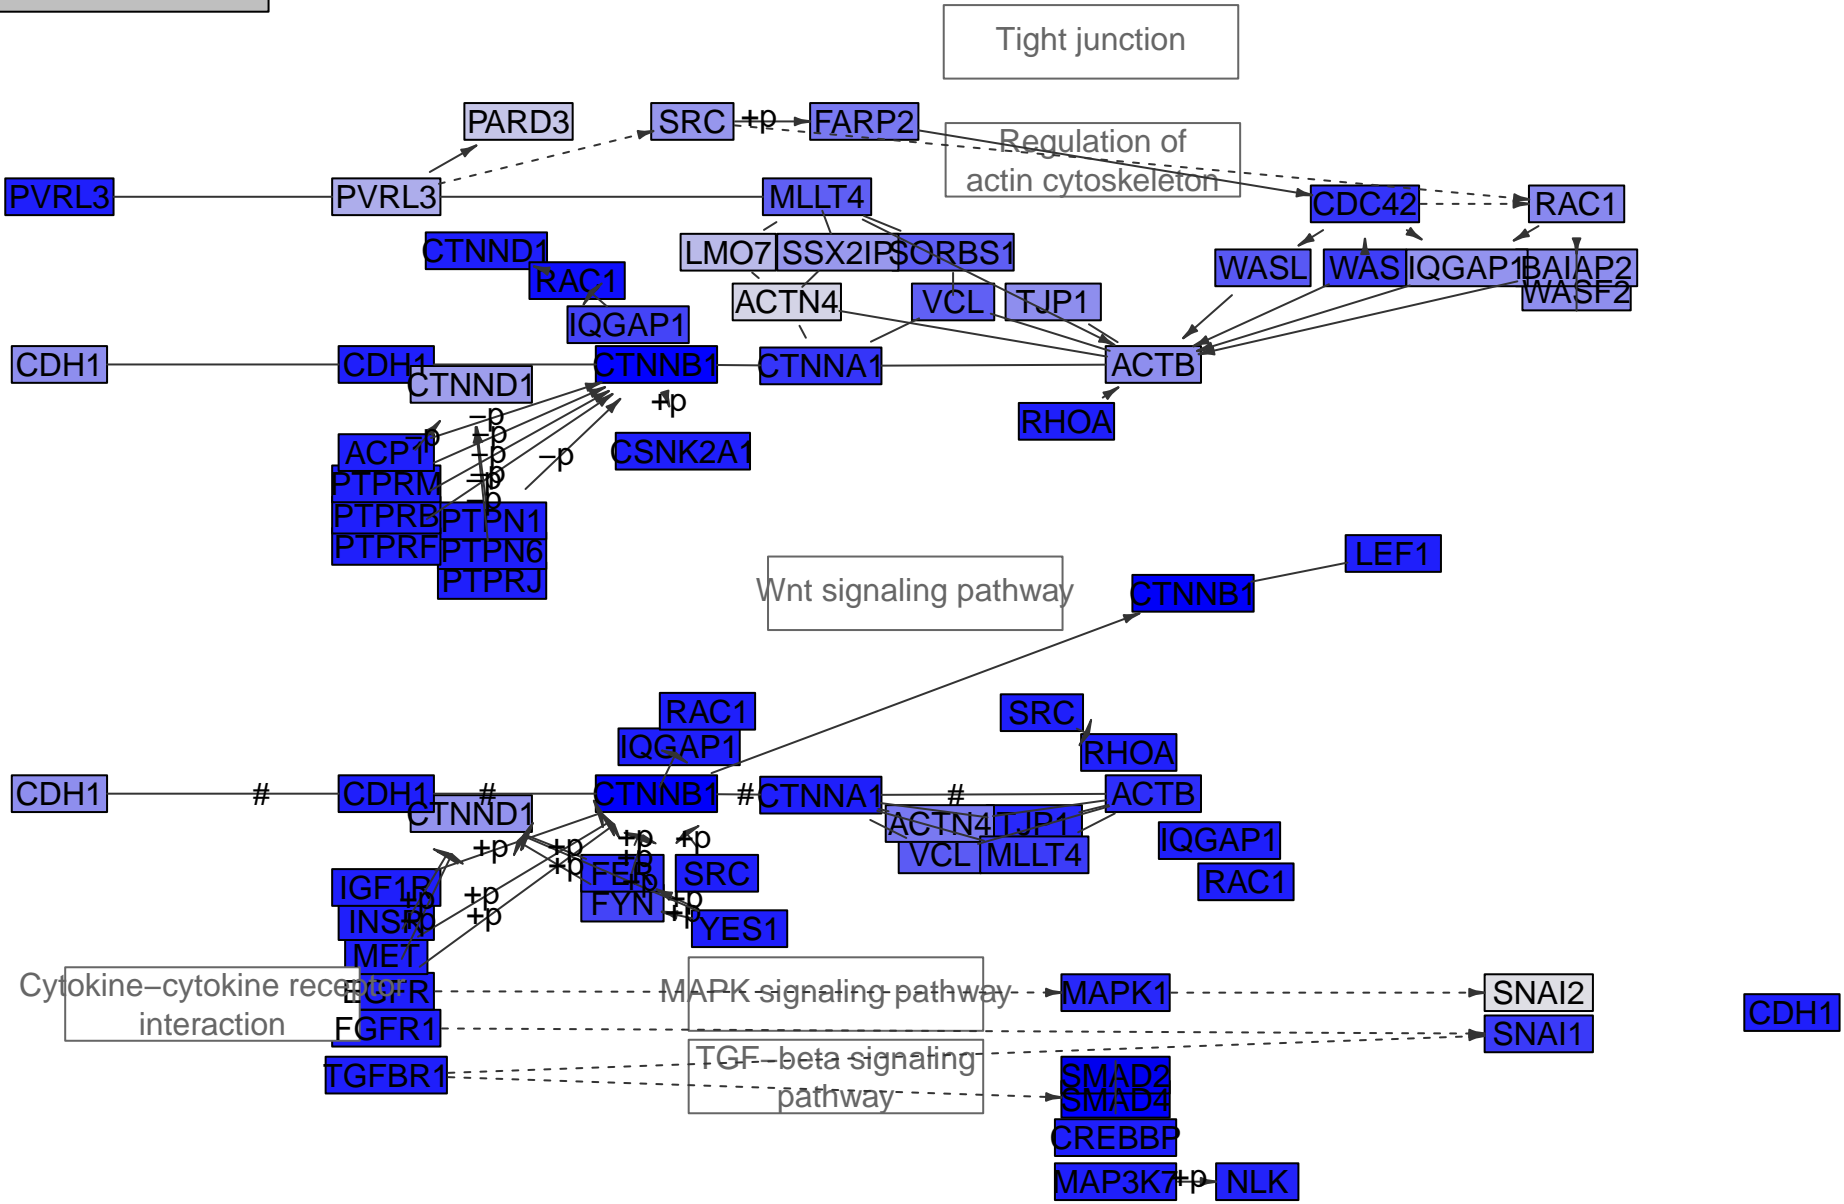 Tight junction
PARD3
SRC
+p
FARP2
Regulation of
actin cytoskeleton
PVRL3
PVRL3
MLLT4
CDC42
RAC1
CTNND1
RAC1
LMO7
SSX2IP
SORBS1
WASL
WAS
IQGAP1
BAIAP2
WASF2
IQGAP1
ACTN4
VCL
TJP1
CDH1
CDH1
CTNND1
CTNNB1
CTNNA1
ACTB
+p
RHOA
−p
−p
−p
−p
−p
−p
−p
−p
ACP1
CSNK2A1
PTPRM
PTPRB
PTPN1
PTPRF
PTPN6
PTPRJ
LEF1
Wnt signaling pathway
CTNNB1
RAC1
SRC
IQGAP1
RHOA
CDH1
#
CDH1
#
CTNNB1
#
CTNNA1
#
ACTB
CTNND1
ACTN4
TJP1
+p
+p
+p
+p
IQGAP1
VCL
MLLT4
+p
+p
FER
SRC
RAC1
IGF1R
+p
+p
+p
+p
FYN
+p
INSR
+p
+p
+p
YES1
MET
Cytokine−cytokine receptor
interaction
EGFR
MAPK signaling pathway
MAPK1
SNAI2
CDH1
FGFR1
SNAI1
TGF−beta signaling
pathway
TGFBR1
SMAD2
SMAD4
CREBBP
MAP3K7
+p
NLK